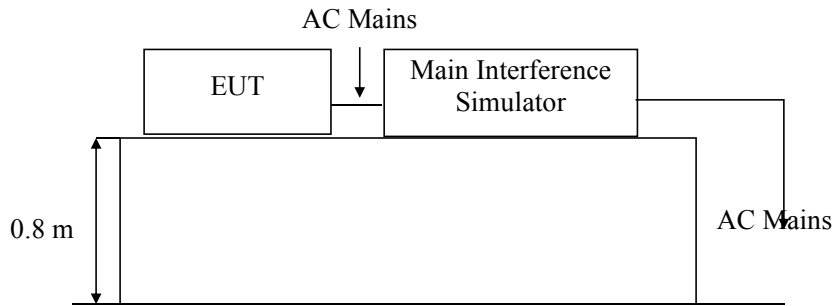 AC Mains
EUT
Main Interference
Simulator
0.8 m
AC Mains